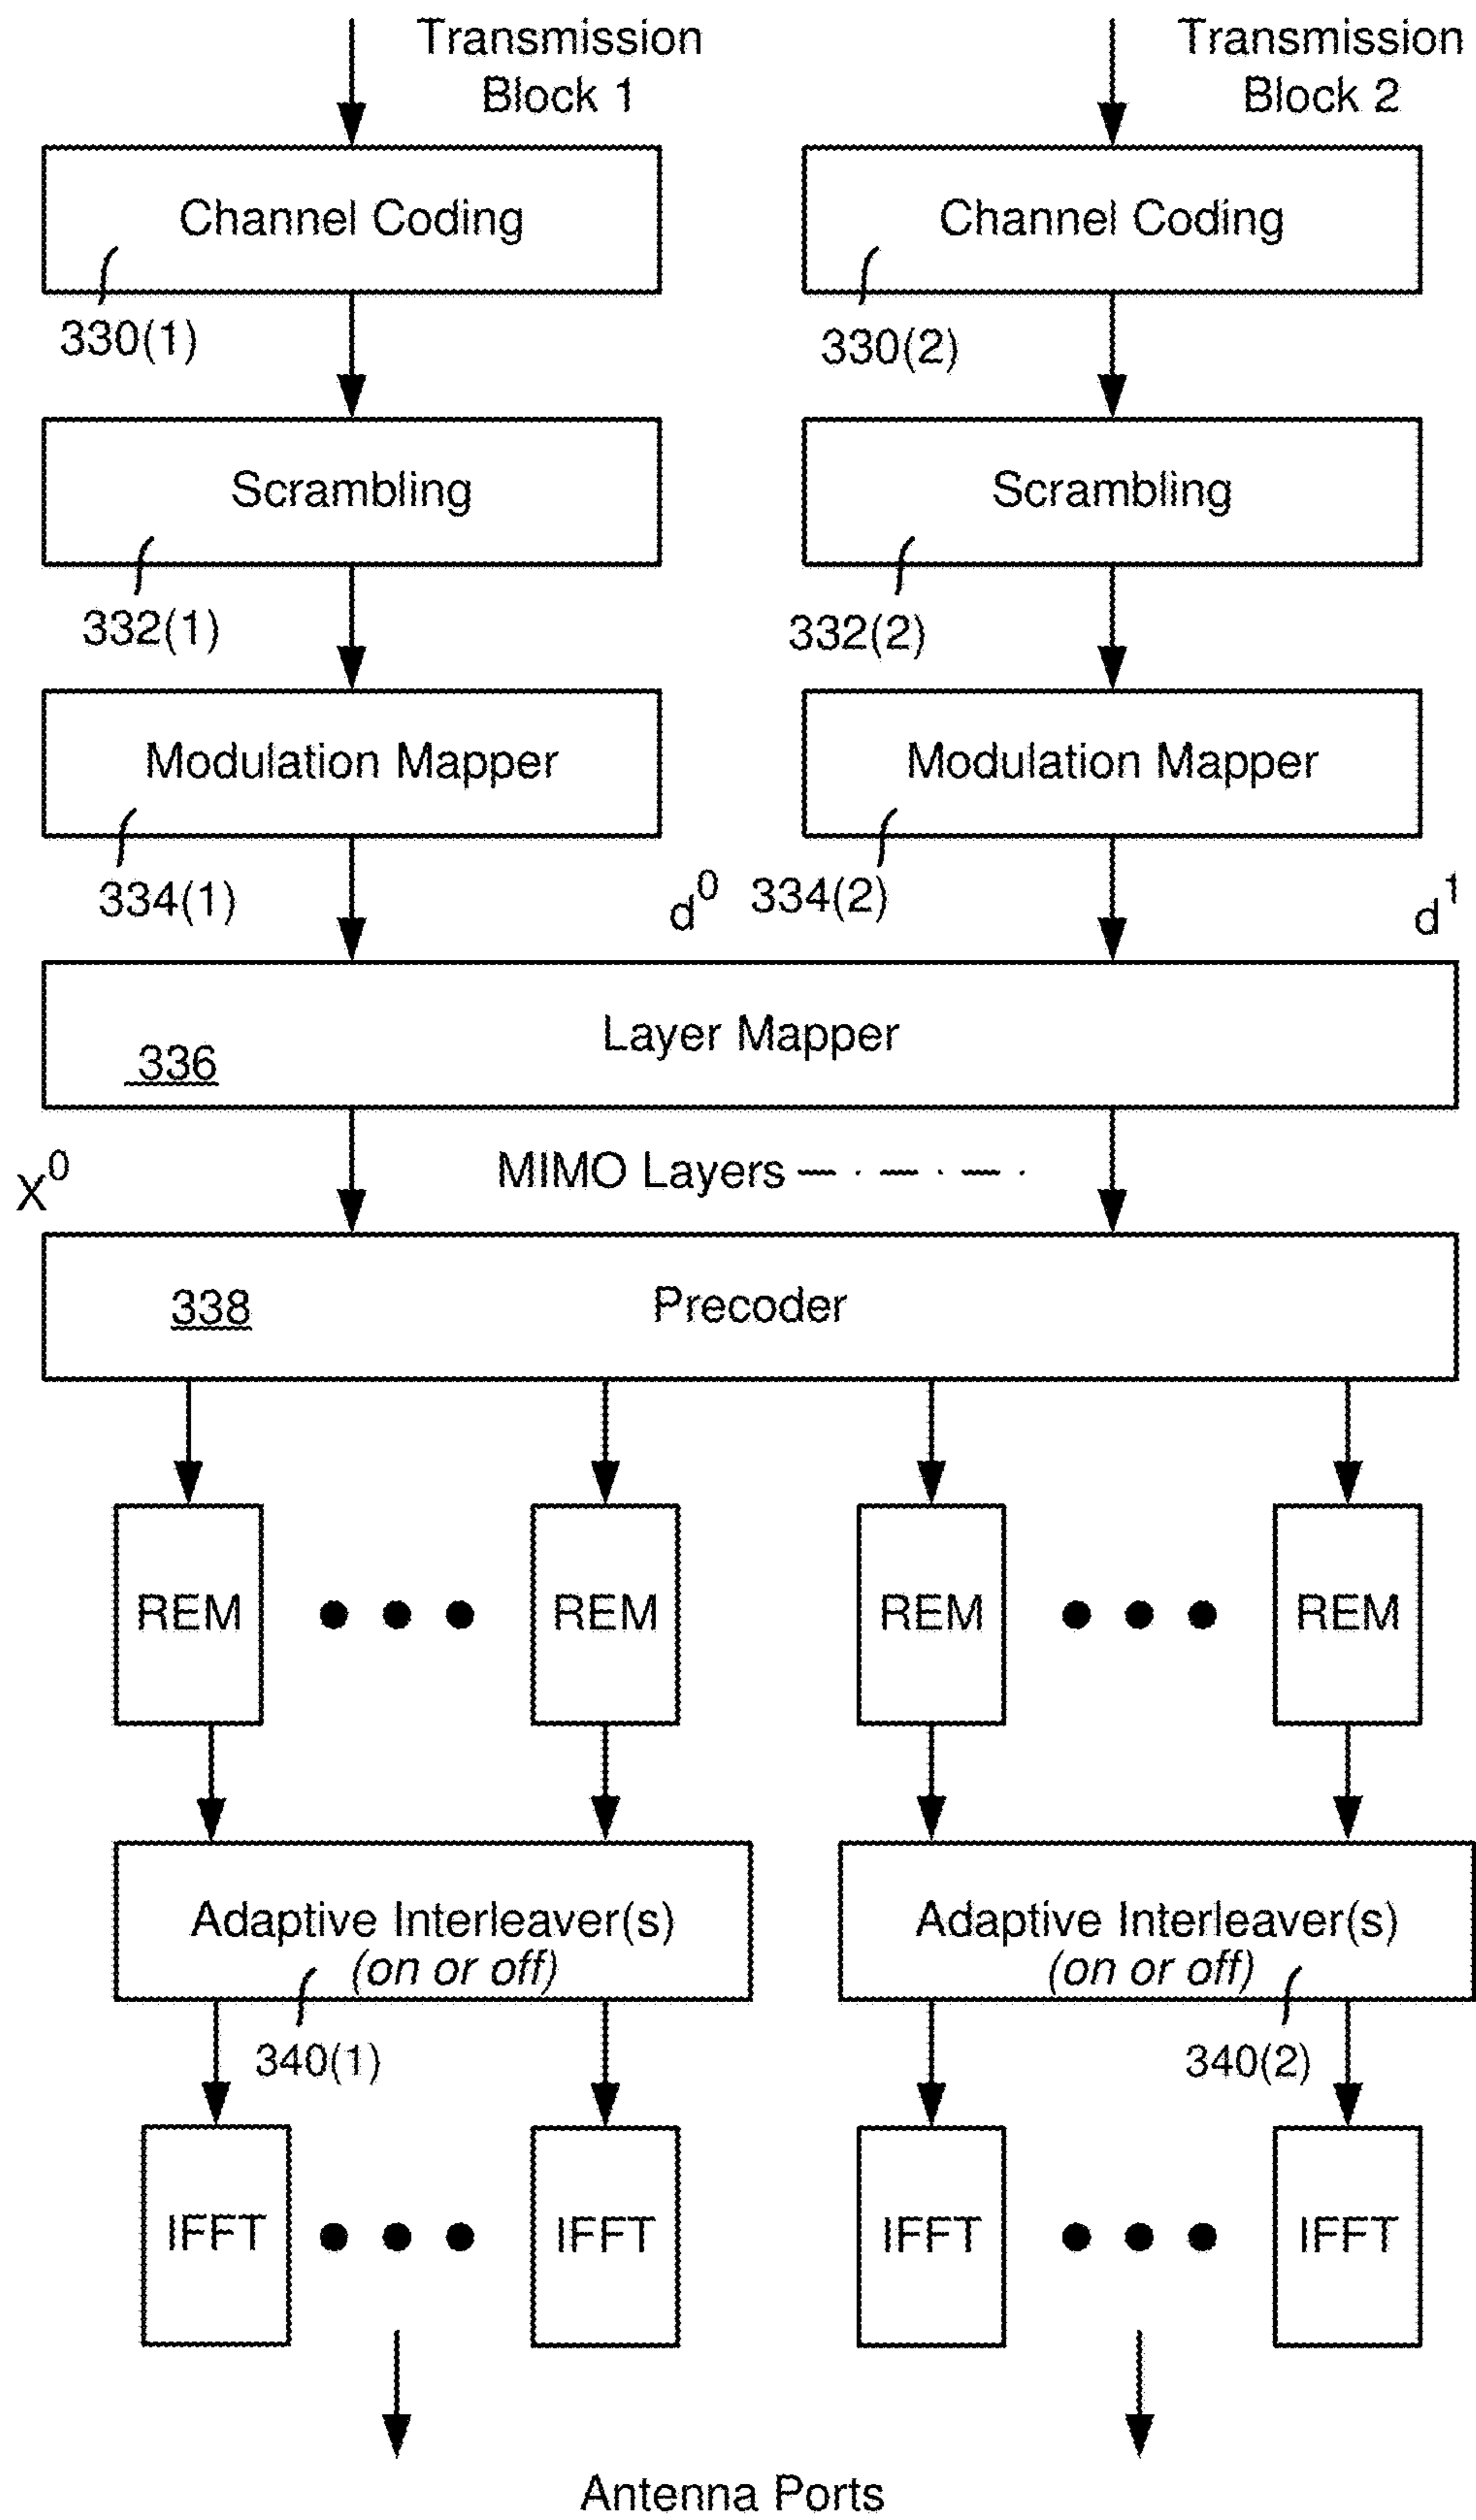 Transmission Block 1
Transmission Block 2
Channel Coding
Channel Coding
330(1)
330(2)
Scrambling
Scrambling
332(1)
332(2)
Modulation Mapper
Modulation Mapper
334(1)
d⁰
334(2)
d¹
Layer Mapper
336
X⁰
MIMO Layers
Precoder
338
REM
REM
REM
REM
Adaptive Interleaver(s)
(on or off)
Adaptive Interleaver(s)
(on or off)
340(1)
340(2)
IFFT
IFFT
IFFT
IFFT
Antenna Ports